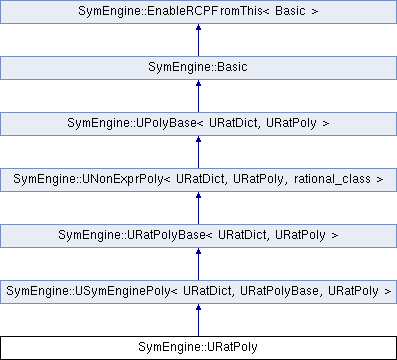 SymEngine::EnableRCPFromThis< Basic >
SymEngine::Basic
SymEngine::UPolyBase< URatDict, URatPoly >
SymEngine::UNonExprPoly< URatDict, URatPoly, rational_class >
SymEngine::URatPolyBase< URatDict, URatPoly >
SymEngine::USymEnginePoly< URatDict, URatPolyBase, URatPoly >
SymEngine::URatPoly